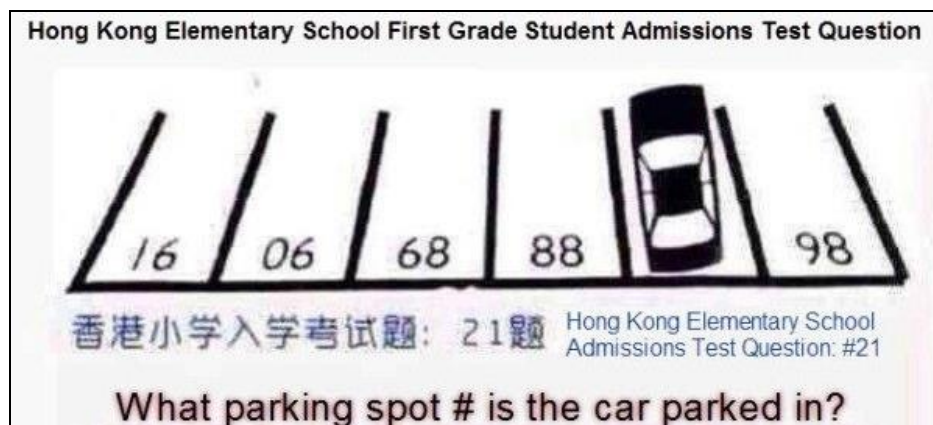 Hong Kong Elementary School First Grade Student Admissions Test Question
16 06 68 88 98
香港小学入学考试题: 21题
Hong Kong Elementary School
Admissions Test Question: #21
What parking spot # is the car parked in?